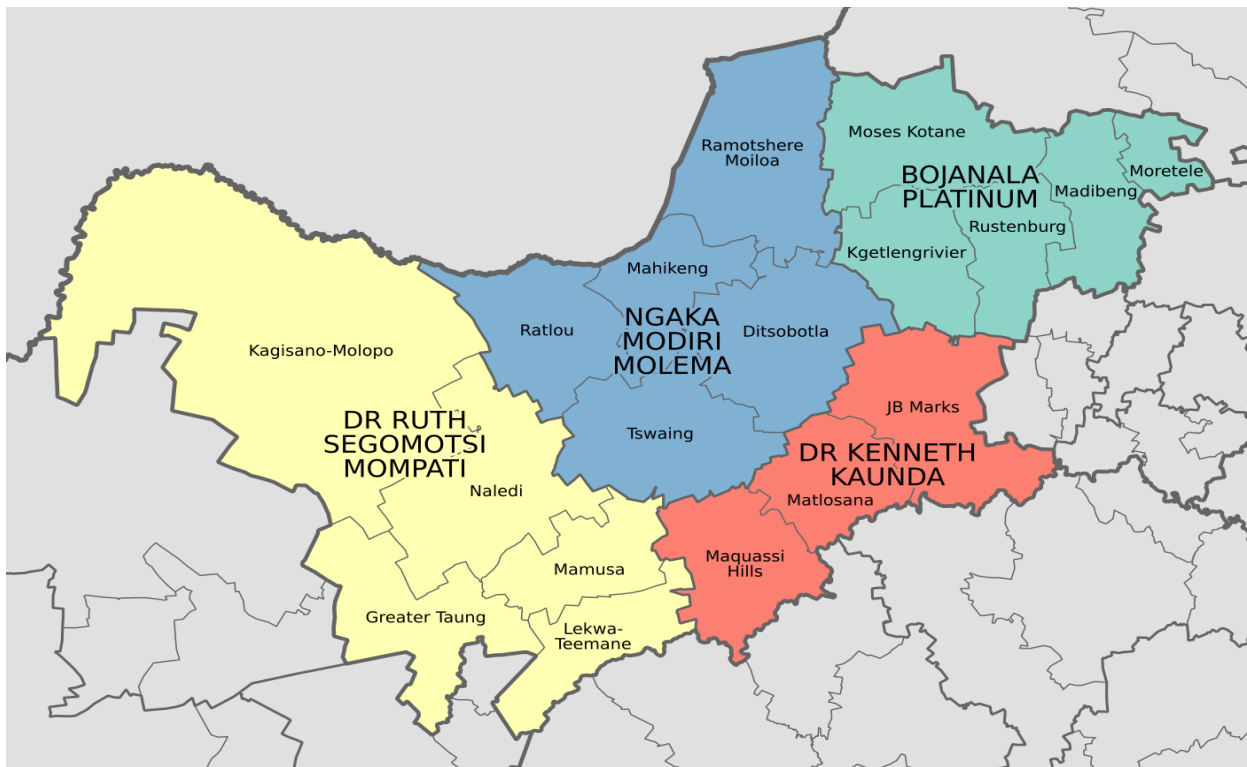 Ramotshere
Moiloa
Moses Kotane
BOJANALA
PLATINUM
Madibeng
Moretele
Rustenburg
Kgetlengrivier
Mahikeng
Ratlou
NGAKA
MODIRI
MOLEMA
Ditsobotla
Tswaing
Kagisano-Molopo
DR RUTH
SEGOMOTSI
MOMPATI
Naledi
Mamusa
Greater Taung
Lekwa-
Teemane
JB Marks
DR KENNETH
KAUNDA
Matlosana
Maquassi
Hills